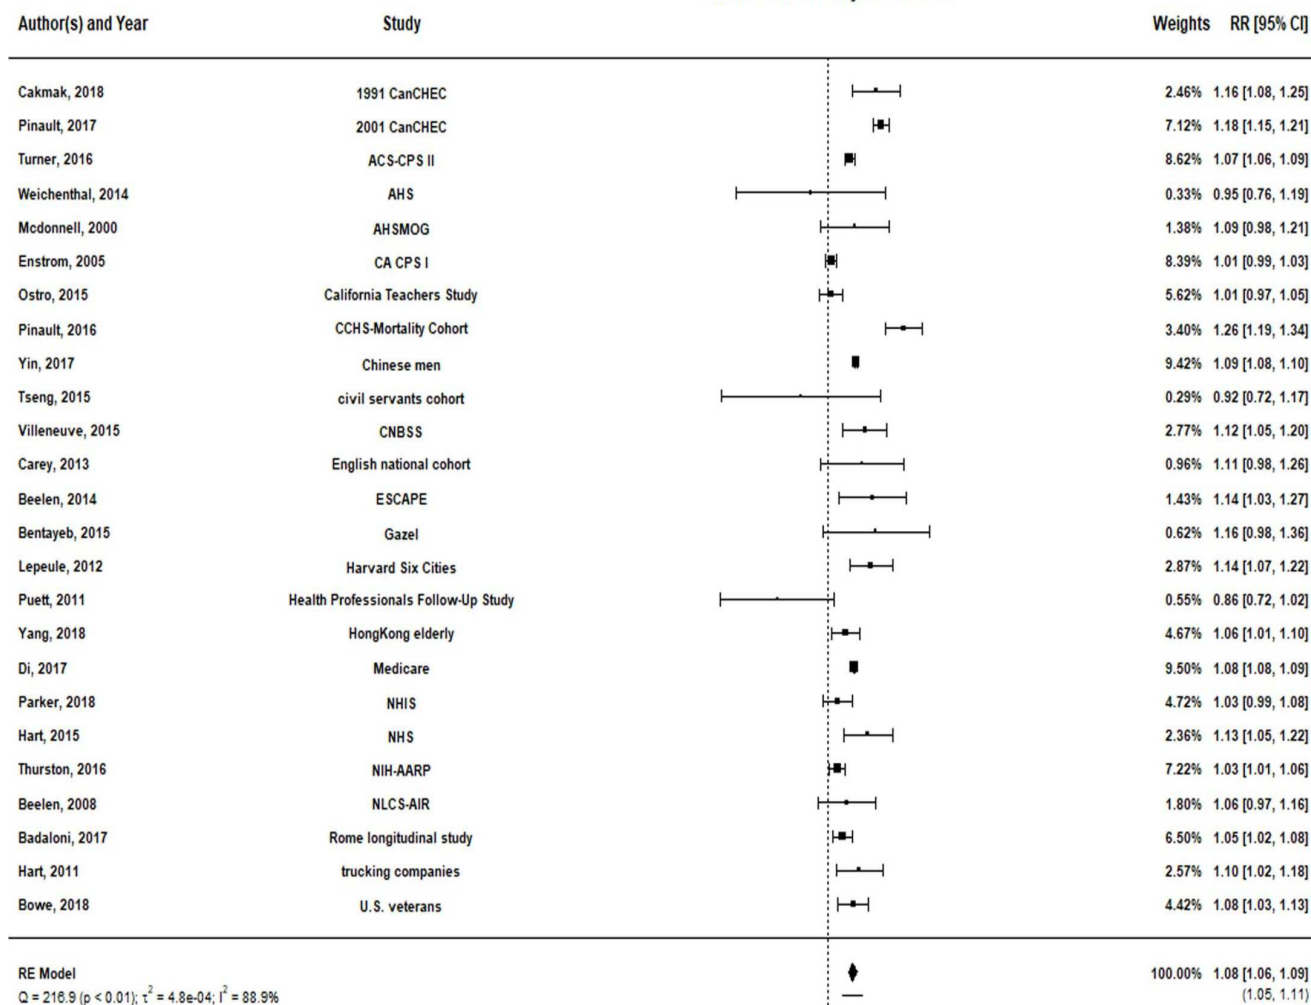 Author(s) and Year Study Weights RR [95% CI]
Cakmak, 2018 1991 CanCHEC 2.46% 1.16 [1.08, 1.25]
Pinault, 2017 2001 CanCHEC 7.12% 1.18 [1.15, 1.21]
Turner, 2016 ACS-CPS II 8.62% 1.07 [1.06, 1.09]
Weichenthal, 2014 AHS 0.33% 0.95 [0.76, 1.19]
Mcdonnell, 2000 AHSMOG 1.38% 1.09 [0.98, 1.21]
Enstrom, 2005 CA CPS I 8.39% 1.01 [0.99, 1.03]
Ostro, 2015 California Teachers Study 5.62% 1.01 [0.97, 1.05]
Pinault, 2016 CCHS-Mortality Cohort 3.40% 1.26 [1.19, 1.34]
Yin, 2017 Chinese men 9.42% 1.09 [1.08, 1.10]
Tseng, 2015 civil servants cohort 0.29% 0.92 [0.72, 1.17]
Villeneuve, 2015 CNBSS 2.77% 1.12 [1.05, 1.20]
Carey, 2013 English national cohort 0.96% 1.11 [0.98, 1.26]
Beelen, 2014 ESCAPE 1.43% 1.14 [1.03, 1.27]
Bentayeb, 2015 Gazel 0.62% 1.16 [0.98, 1.36]
Lepeule, 2012 Harvard Six Cities 2.87% 1.14 [1.07, 1.22]
Puett, 2011 Health Professionals Follow-Up Study 0.55% 0.86 [0.72, 1.02]
Yang, 2018 HongKong elderly 4.67% 1.06 [1.01, 1.10]
Di, 2017 Medicare 9.50% 1.08 [1.08, 1.09]
Parker, 2018 NHIS 4.72% 1.03 [0.99, 1.08]
Hart, 2015 NHS 2.36% 1.13 [1.05, 1.22]
Thurston, 2016 NIH-AARP 7.22% 1.03 [1.01, 1.06]
Beelen, 2008 NLCS-AIR 1.80% 1.06 [0.97, 1.16]
Badaloni, 2017 Rome longitudinal study 6.50% 1.05 [1.02, 1.08]
Hart, 2011 trucking companies 2.57% 1.10 [1.02, 1.18]
Bowe, 2018 U.S. veterans 4.42% 1.08 [1.03, 1.13]
RE Model 100.00% 1.08 [1.06, 1.09]
Q = 216.9 (p < 0.01); τ² = 4.8e-04; I² = 88.9% (1.05, 1.11)